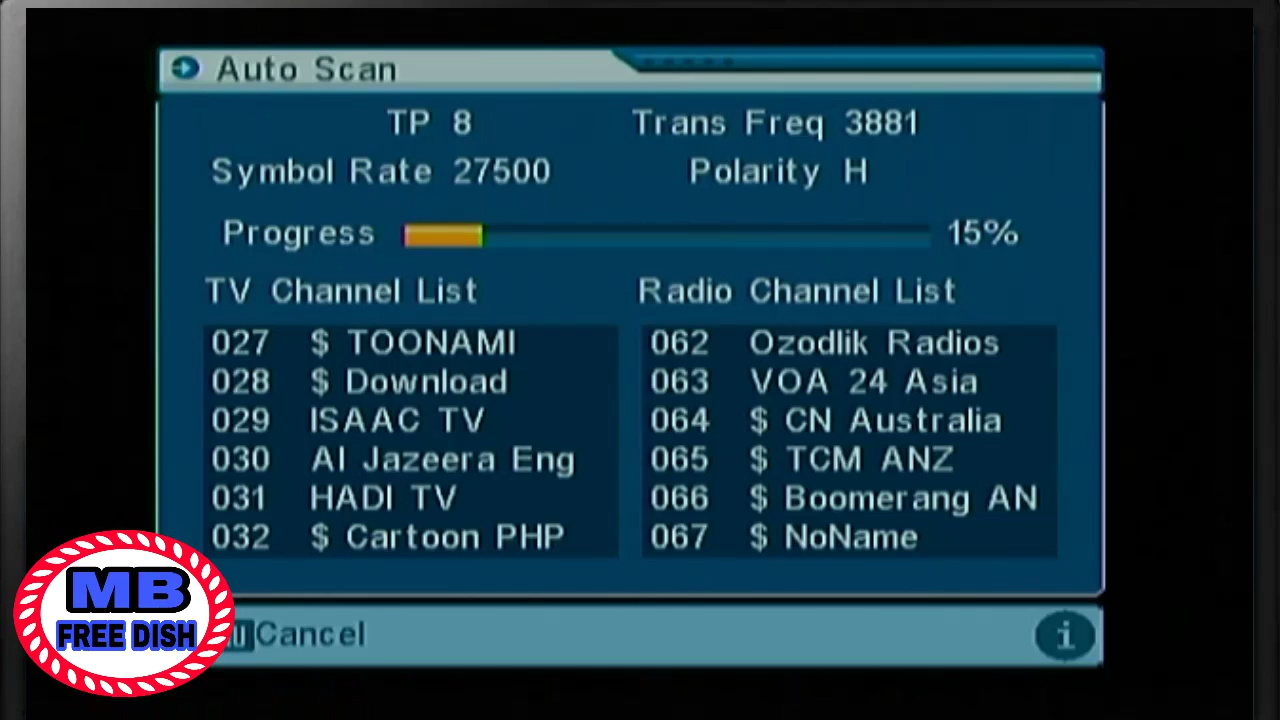 Auto Scan
TP 8 Trans Freq 3881
Symbol Rate 27500 Polarity H
Progress 15%
TV Channel List Radio Channel List
027 $ TOONAMI 062 Ozodlik Radios
028 $ Download 063 VOA 24 Asia
029 ISAAC TV 064 $ CN Australia
030 Al Jazeera Eng 065 $ TCM ANZ
031 HADI TV 066 $ Boomerang AN
032 $ Cartoon PHP 067 $ NoName
Cancel i
MB
FREE DISH